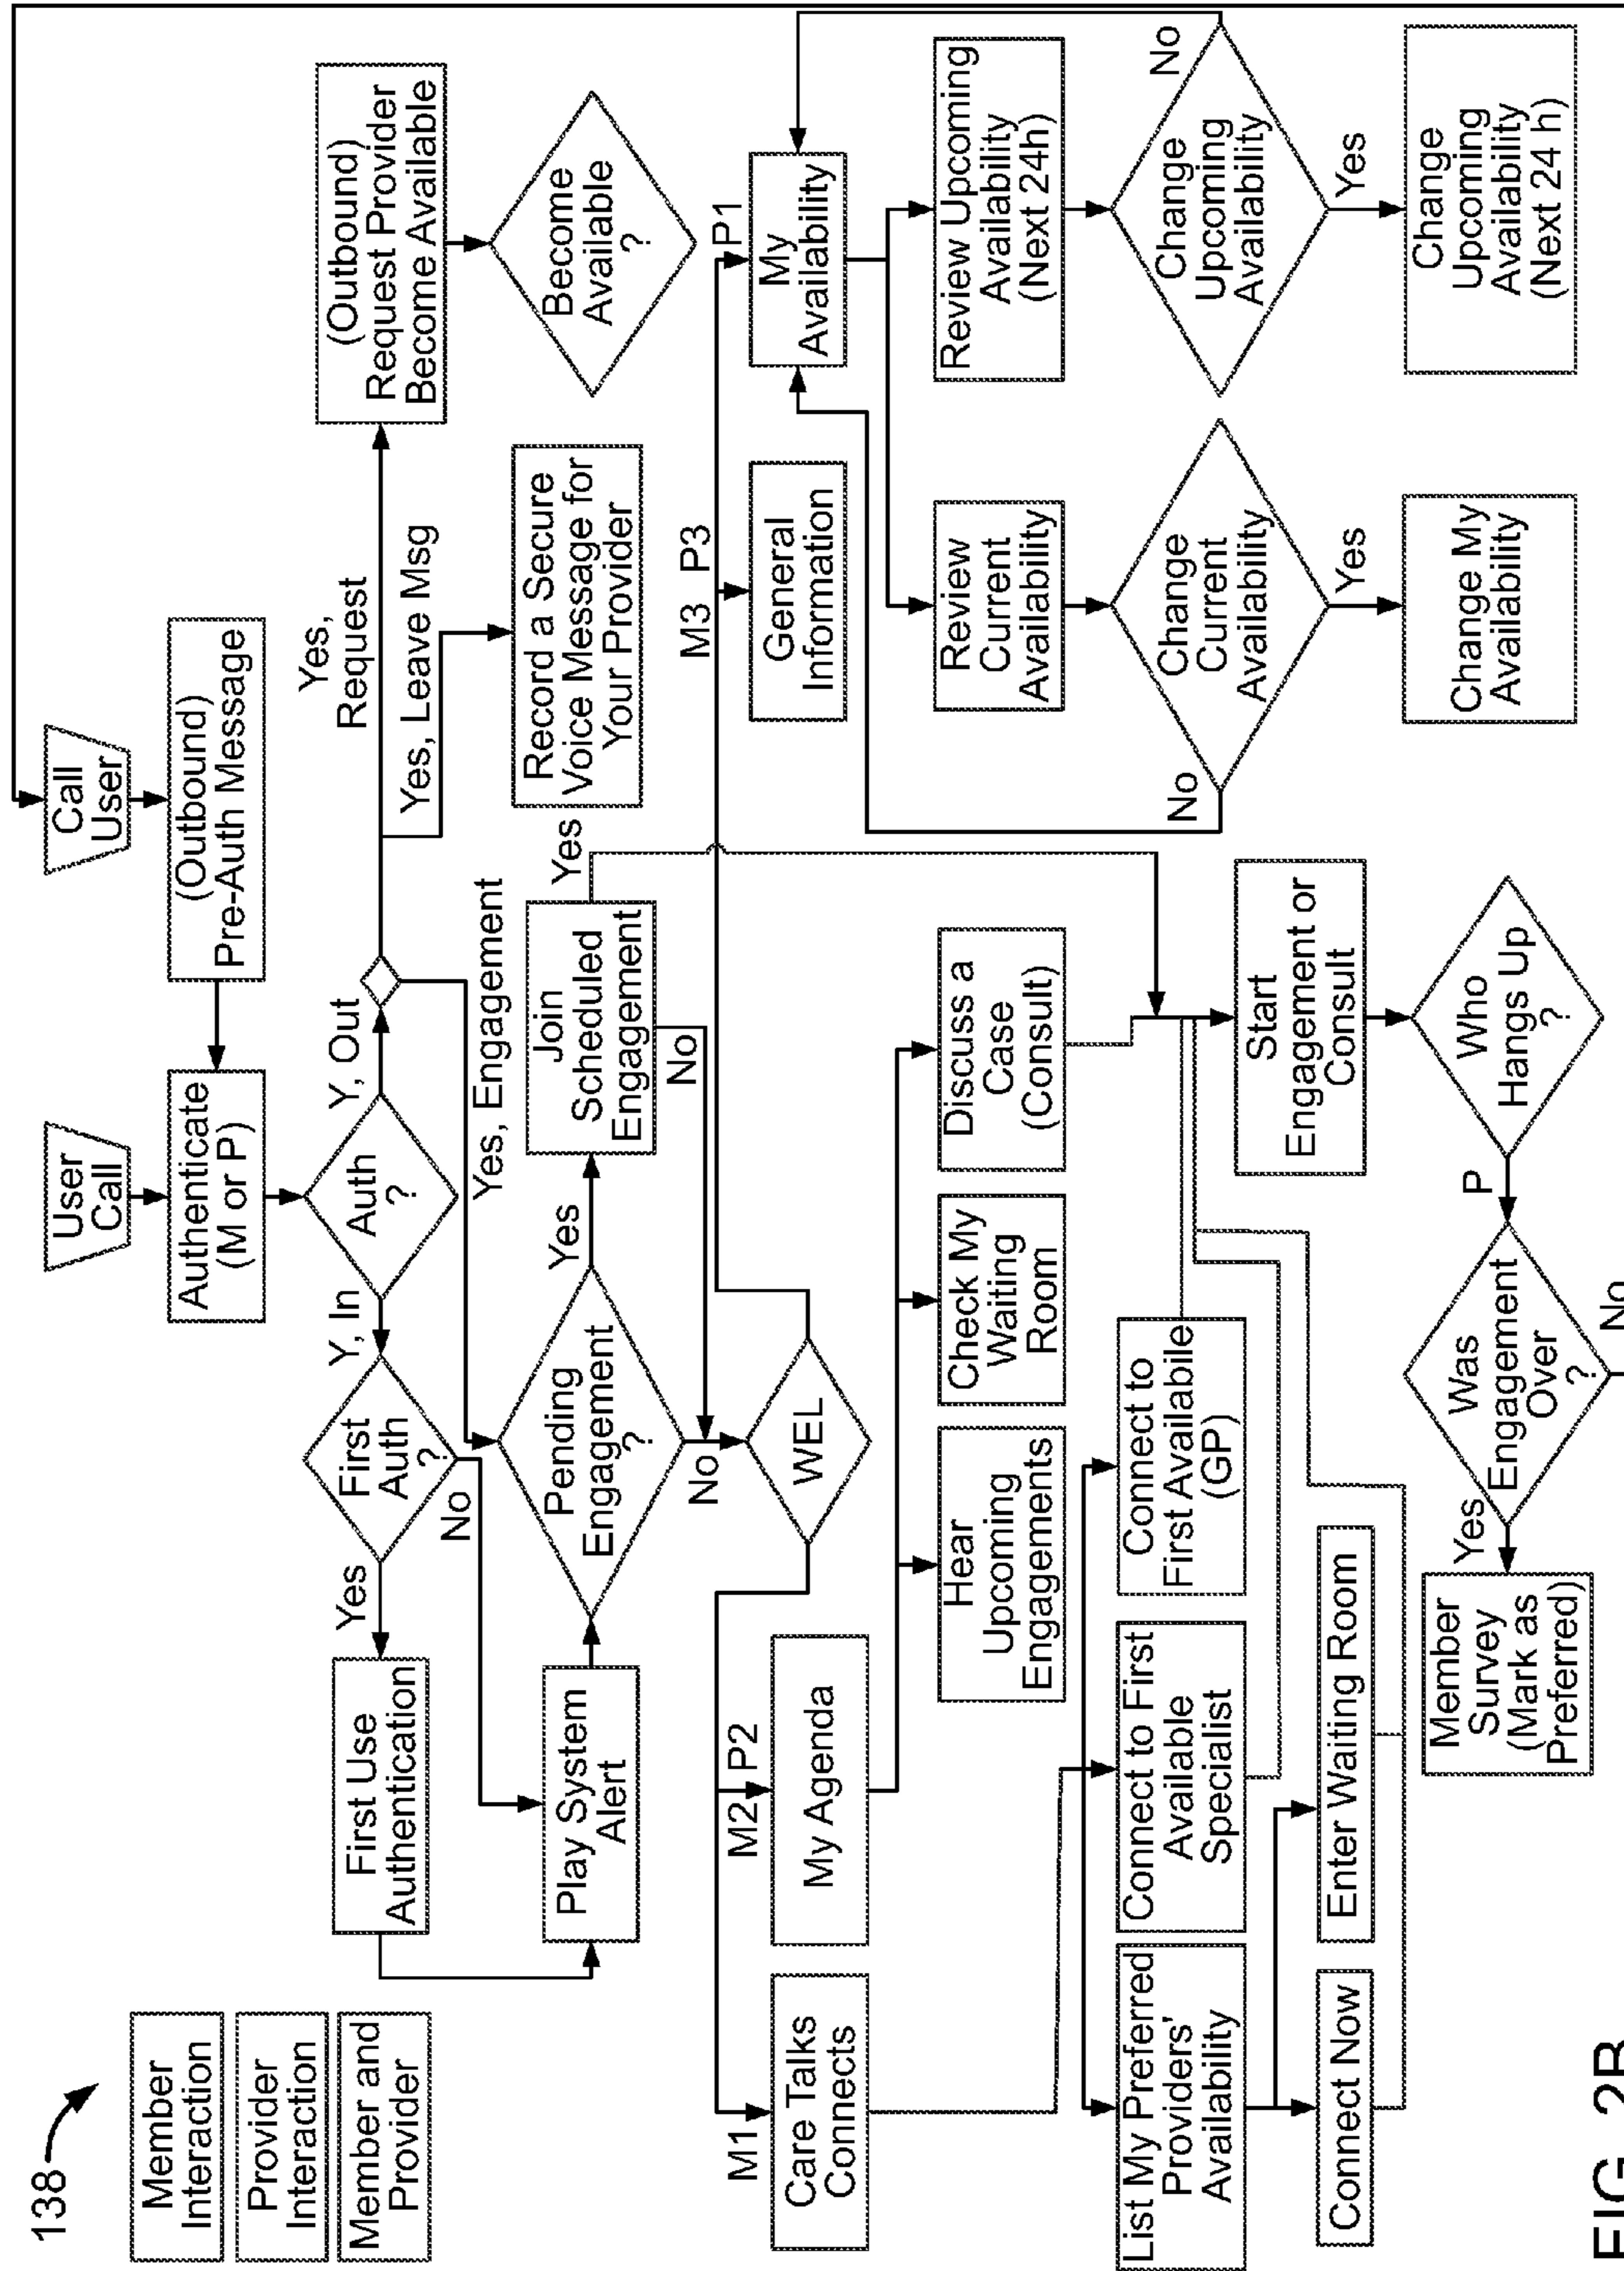 138
Member
Interaction
Provider
Interaction
Member and
Provider
User
Call
Call
User
Authenticate
(M or P)
(Outbound)
Pre-Auth Message
Auth
?
Y, In
Y, Out
First
Auth
?
Yes
No
First Use
Authentication
Yes,
Request
Yes, Leave Msg
Yes, Engagement
(Outbound)
Request Provider
Become Available
Become
Available
?
Record a Secure
Voice Message for
Your Provider
Play System
Alert
Pending
Engagement
?
Yes
No
Join
Scheduled
Engagement
Yes
No
WEL
M1
M2 P2
M3 P3
P1
Care Talks
Connects
My Agenda
General
Information
My
Availability
Hear
Upcoming
Engagements
Check My
Waiting
Room
Discuss a
Case
(Consult)
Review
Current
Availability
Review Upcoming
Availability
(Next 24h)
List My Preferred
Providers'
Availability
Connect to First
Available
Specialist
Connect to
First Availabile
(GP)
Change
Current
Availability
No
Yes
Change
Upcoming
Availability
No
Yes
Start
Engagement or
Consult
Connect Now
Enter Waiting Room
Change My
Availability
Change
Upcoming
Availability
(Next 24 h)
Member
Survey
(Mark as
Preferred)
Yes
Was
Engagement
Over
?
No
P
Who
Hangs Up
?
FIG. 2B